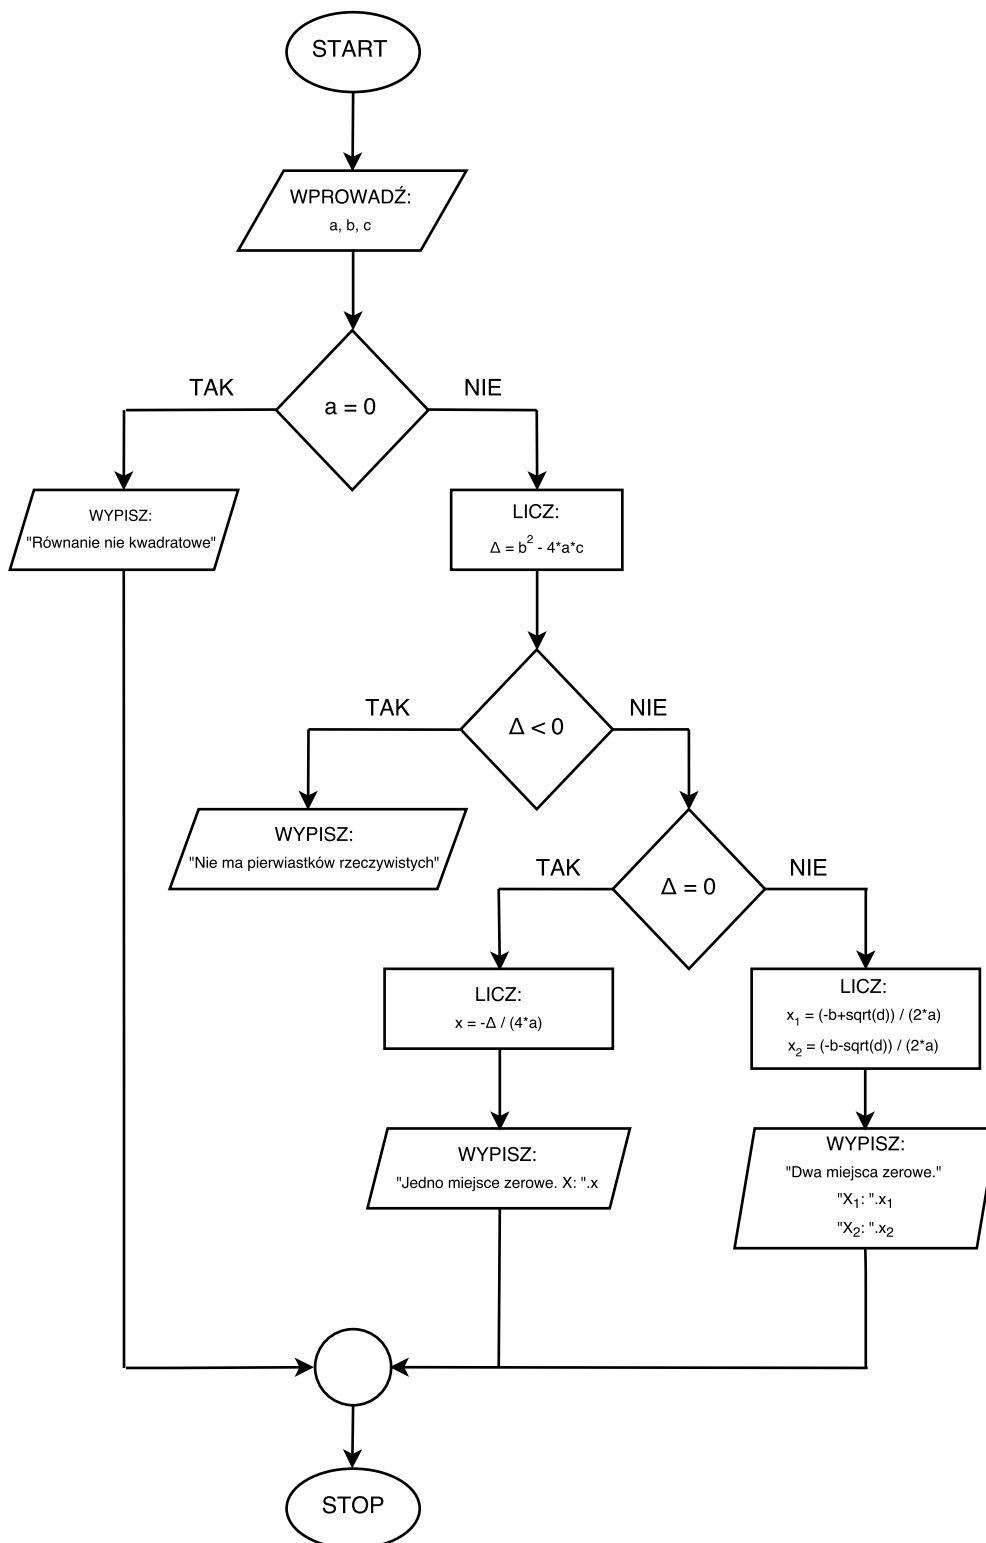 START
WPROWADŹ:
a, b, c
a = 0
TAK
NIE
WYPISZ:
"Równanie nie kwadratowe"
LICZ:
Δ = b² - 4*a*c
Δ < 0
TAK
NIE
WYPISZ:
"Nie ma pierwiastków rzeczywistych"
Δ = 0
TAK
NIE
LICZ:
x = -Δ / (4*a)
LICZ:
x₁ = (-b+sqrt(d)) / (2*a)
x₂ = (-b-sqrt(d)) / (2*a)
WYPISZ:
"Jedno miejsce zerowe. X: ".x
WYPISZ:
"Dwa miejsca zerowe."
"X₁: ".x₁
"X₂: ".x₂
STOP